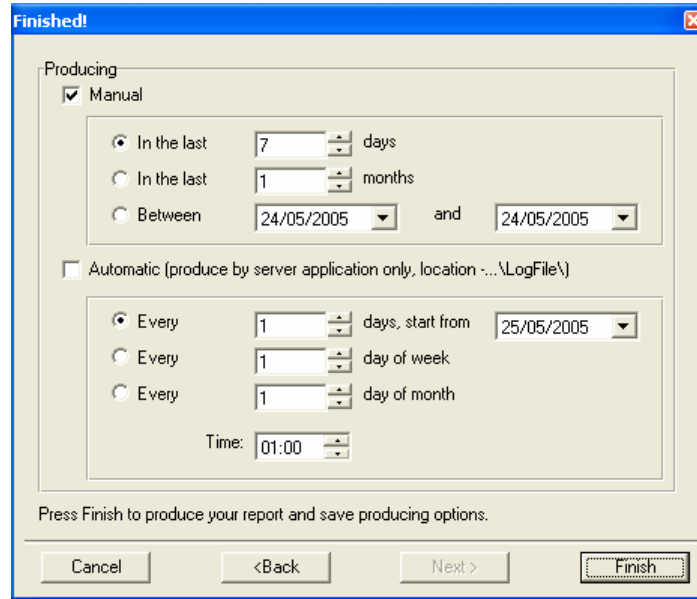 Finished!
Producing
Manual
In the last 7 days
In the last 1 months
Between 24/05/2005 and 24/05/2005
Automatic (produce by server application only, location -...\LogFile\)
Every 1 days, start from 25/05/2005
Every 1 day of week
Every 1 day of month
Time: 01:00
Press Finish to produce your report and save producing options.
Cancel <Back Next > Finish